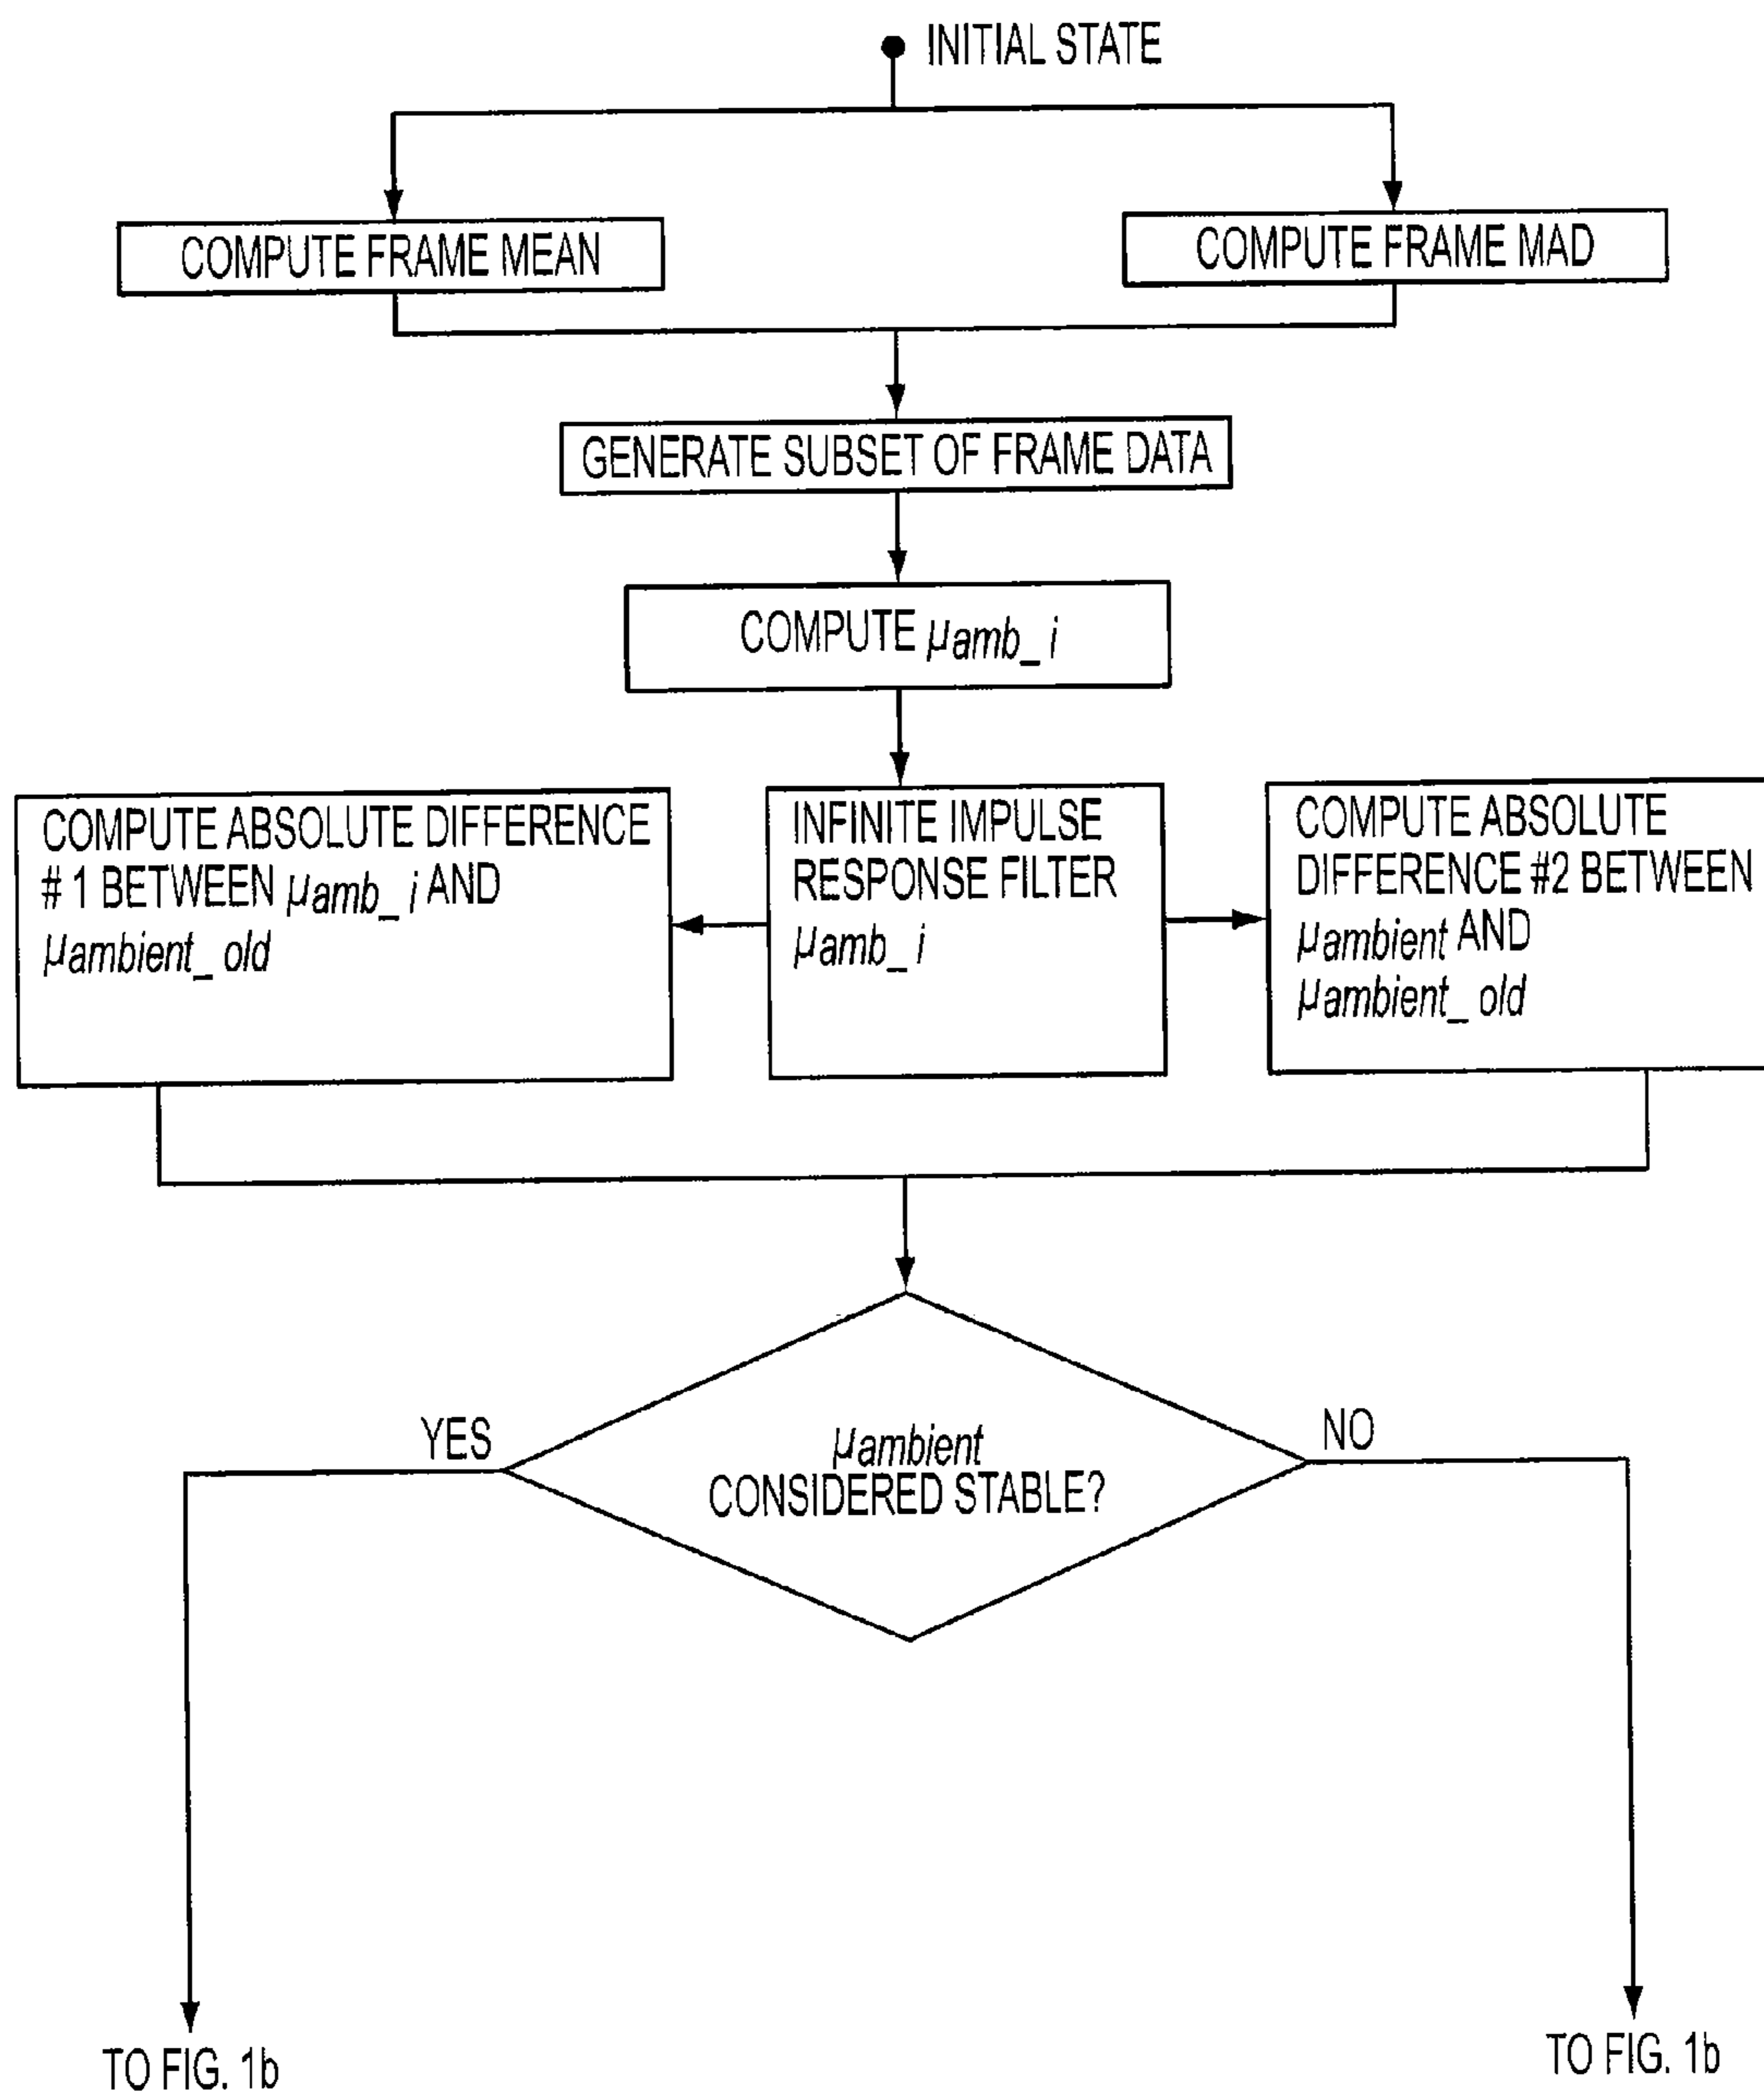 INITIAL STATE
COMPUTE FRAME MEAN
COMPUTE FRAME MAD
GENERATE SUBSET OF FRAME DATA
COMPUTE μamb_i
COMPUTE ABSOLUTE DIFFERENCE
# 1 BETWEEN μamb_i AND
μambient_old
INFINITE IMPULSE
RESPONSE FILTER
μamb_i
COMPUTE ABSOLUTE
DIFFERENCE #2 BETWEEN
μambient AND
μambient_old
YES
μambient
CONSIDERED STABLE?
NO
TO FIG. 1b
TO FIG. 1b